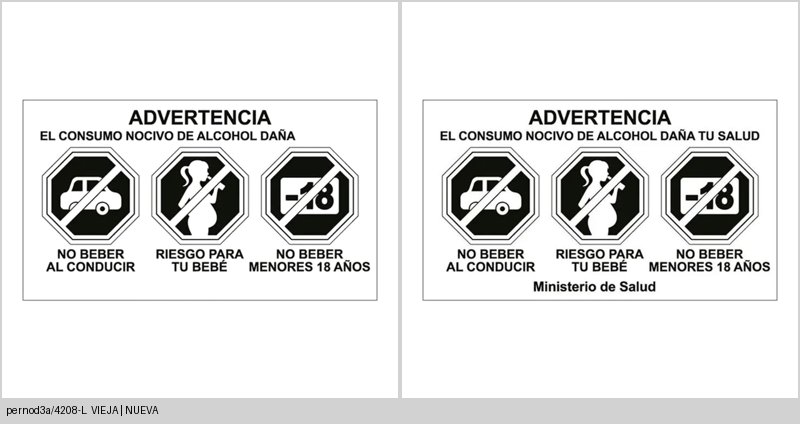 ADVERTENCIA
EL CONSUMO NOCIVO DE ALCOHOL DAÑA
-18
NO BEBER
AL CONDUCIR
RIESGO PARA
TU BEBÉ
NO BEBER
MENORES 18 AÑOS
ADVERTENCIA
EL CONSUMO NOCIVO DE ALCOHOL DAÑA TU SALUD
-18
NO BEBER
AL CONDUCIR
RIESGO PARA
TU BEBÉ
NO BEBER
MENORES 18 AÑOS
Ministerio de Salud
pernod3a/4208-L VIEJA | NUEVA